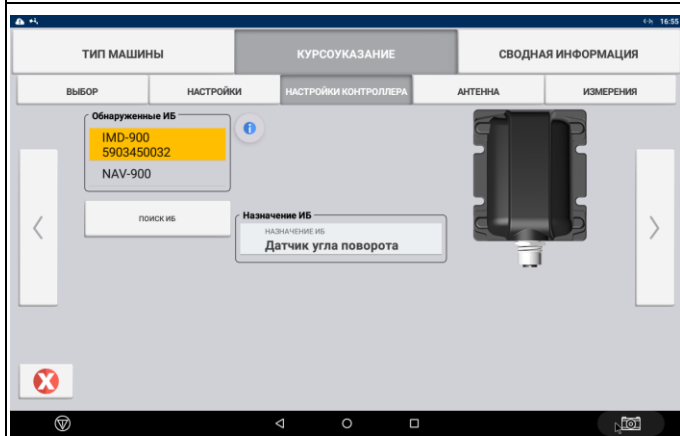 16:55
ТИП МАШИНЫ
КУРСОУКАЗАНИЕ
СВОДНАЯ ИНФОРМАЦИЯ
ВЫБОР
НАСТРОЙКИ
НАСТРОЙКИ КОНТРОЛЛЕРА
АНТЕННА
ИЗМЕРЕНИЯ
Обнаруженные ИБ
IMD-900
5903450032
NAV-900
ПОИСК ИБ
Назначение ИБ
НАЗНАЧЕНИЕ ИБ
Датчик угла поворота